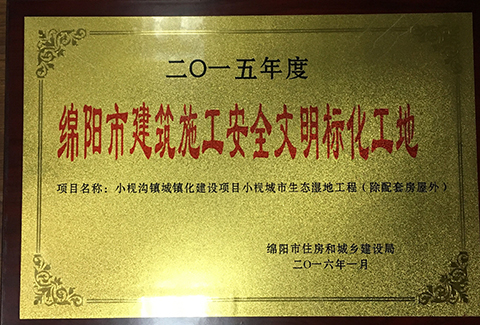 二〇一五年度
绵阳市建筑施工安全文明标化工地
项目名称：小枧沟镇城镇化建设项目小枧城市生态湿地工程（除配套房屋外）
绵阳市住房和城乡建设局
二〇一六年一月